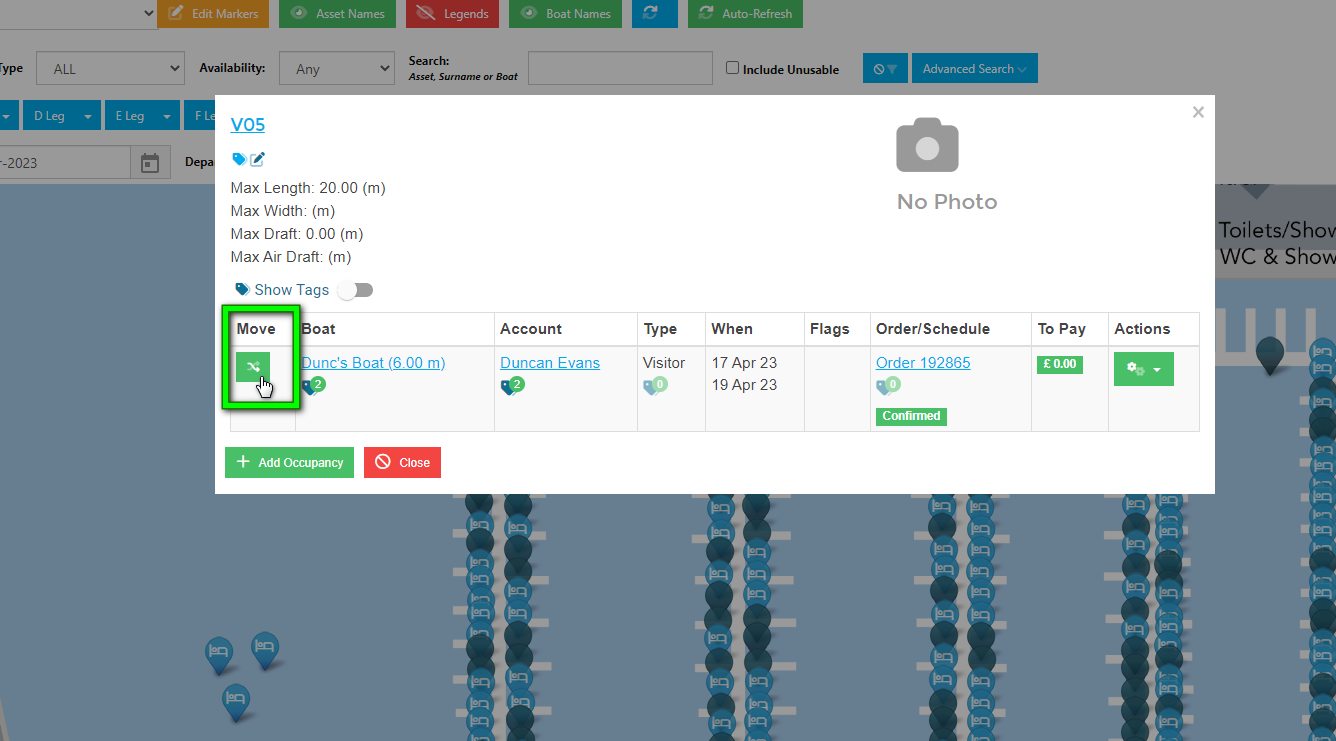 Edit Markers
Asset Names
Legends
Boat Names
Auto-Refresh
Type
ALL
Availability:
Any
Search:
Asset, Surname or Boat
Include Unusable
Advanced Search
D Leg
E Leg
F Le
-2023
Depa
V05
×
Max Length: 20.00 (m)
Max Width: (m)
Max Draft: 0.00 (m)
Max Air Draft: (m)
No Photo
Show Tags
Toilets/Show
WC & Show
Move Boat Account Type When Flags Order/Schedule To Pay Actions
Dunc's Boat (6.00 m) Duncan Evans Visitor 17 Apr 23 Order 192865 £ 0.00
2 2 0 19 Apr 23 0
Confirmed
+ Add Occupancy
Close